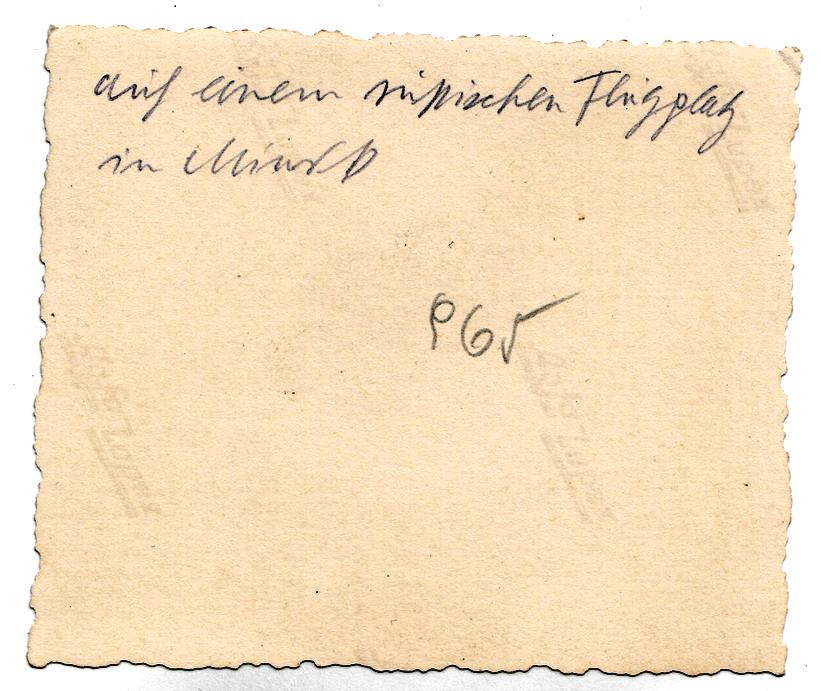 auf einem russischen Flugplatz
in Minsk
965